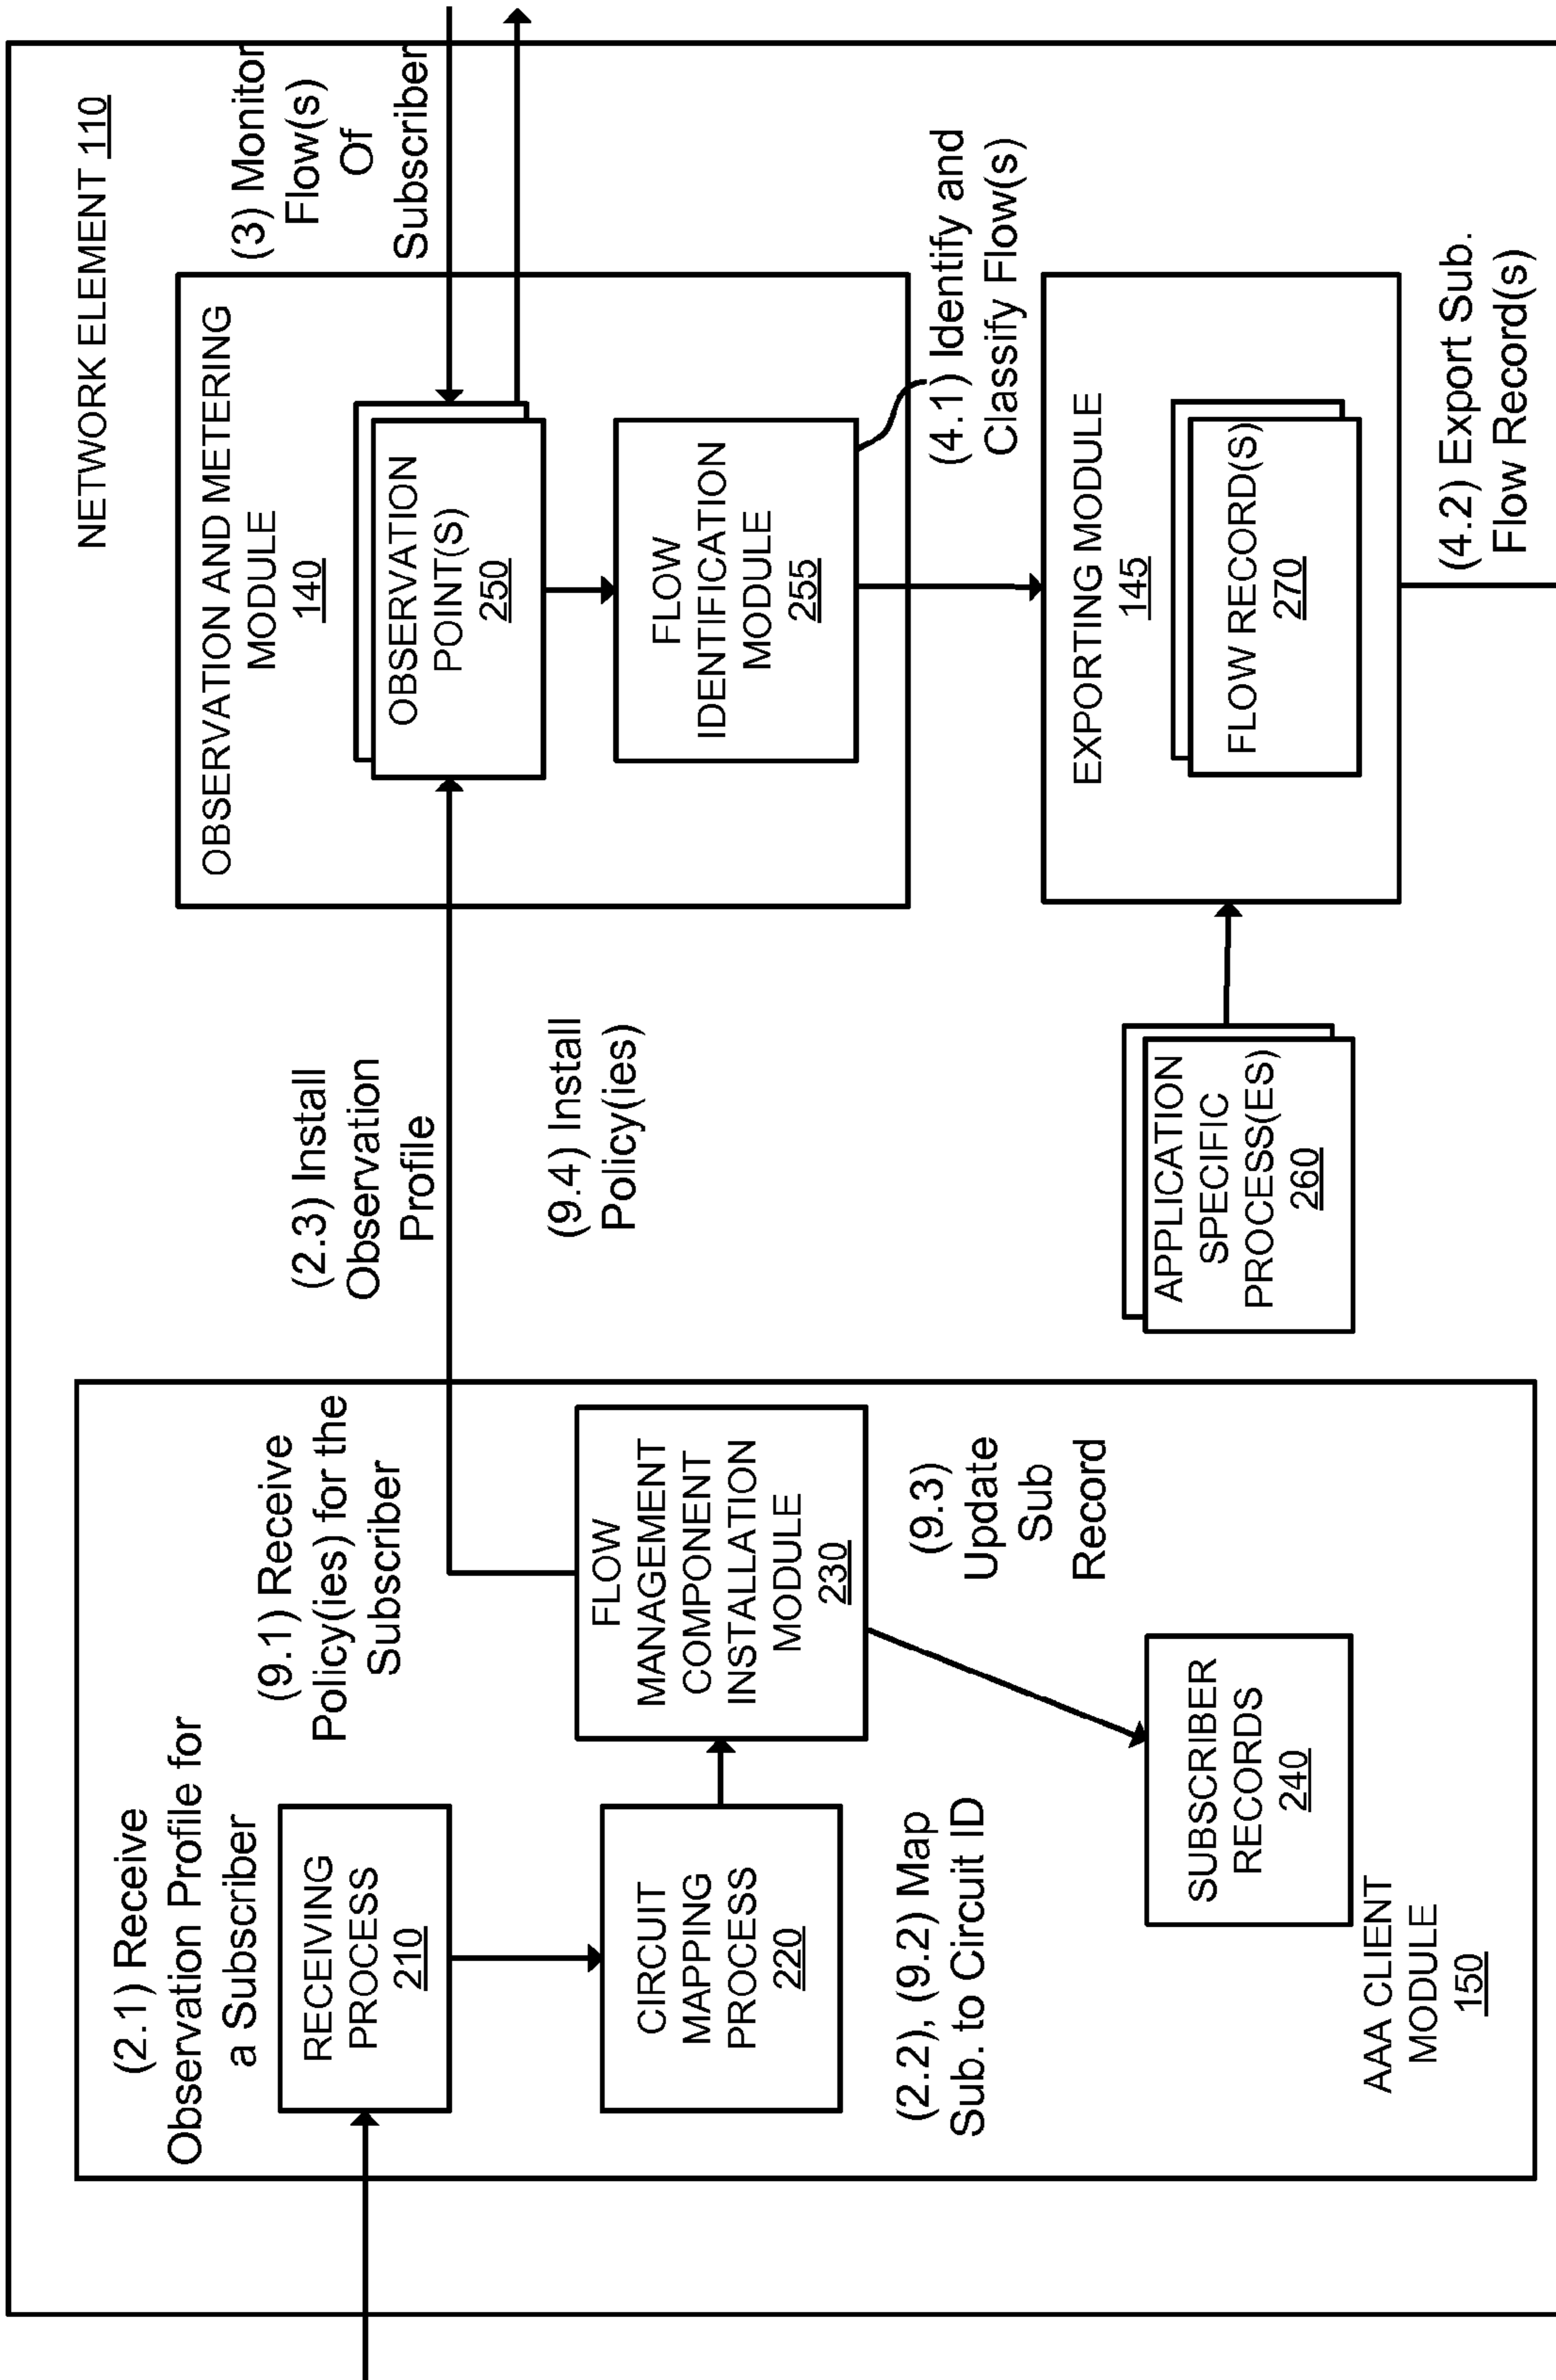 NETWORK ELEMENT 110
(2.1) Receive
Observation Profile for
a Subscriber
(9.1) Receive
Policy(ies) for the
Subscriber
RECEIVING
PROCESS
210
CIRCUIT
MAPPING
PROCESS
220
(2.2), (9.2) Map
Sub. to Circuit ID
FLOW
MANAGEMENT
COMPONENT
INSTALLATION
MODULE
230
(9.3)
Update
Sub
Record
SUBSCRIBER
RECORDS
240
AAA CLIENT
MODULE
150
(2.3) Install
Observation
Profile
(9.4) Install
Policy(ies)
APPLICATION
SPECIFIC
PROCESS(ES)
260
OBSERVATION AND METERING
MODULE
140
OBSERVATION
POINT(S)
250
FLOW
IDENTIFICATION
MODULE
255
(3) Monitor
Flow(s)
Of
Subscriber
(4.1) Identify and
Classify Flow(s)
EXPORTING MODULE
145
FLOW RECORD(S)
270
(4.2) Export Sub.
Flow Record(s)